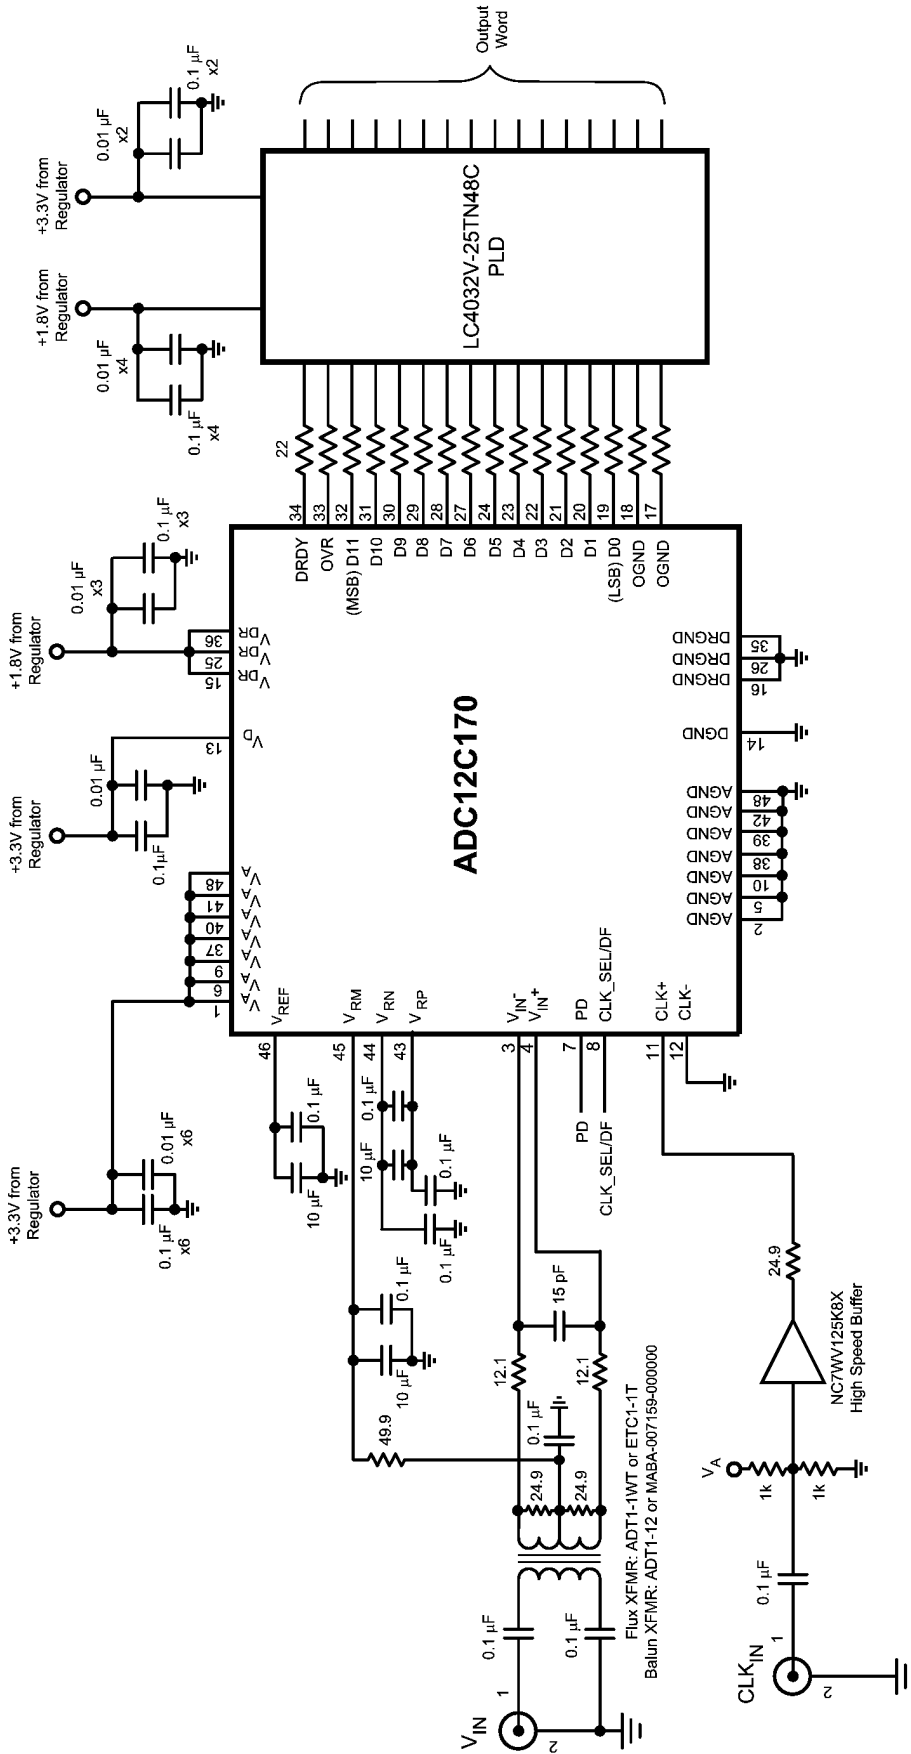 +3.3V from
Regulator
0.1 µF
x6
0.01 µF
x6
+3.3V from
Regulator
0.1µF
0.01 µF
+1.8V from
Regulator
0.01 µF
x3
0.1 µF
x3
+1.8V from
Regulator
0.1 µF
x4
0.01 µF
x4
+3.3V from
Regulator
0.01 µF
x2
0.1 µF
x2
1
6
9
37
40
41
48
VA
VA
VA
VA
VA
VA
VA
13
VD
15
25
36
VDR
VDR
VDR
46
VREF
10 µF
0.1 µF
45
VRM
44
VRN
43
VRP
0.1 µF
10 µF
0.1 µF
0.1 µF
0.1 µF
10 µF
49.9
3
VIN-
4
VIN+
15 pF
12.1
12.1
0.1 µF
24.9
24.9
0.1 µF
0.1 µF
VIN
1
2
Flux XFMR: ADT1-1WT or ETC1-1T
Balun XFMR: ADT1-12 or MABA-007159-000000
PD
7
PD
CLK_SEL/DF
8
CLK_SEL/DF
11
CLK+
12
CLK-
24.9
NC7WV125K8X
High Speed Buffer
VA
1k
1k
0.1 µF
CLKIN
1
2
ADC12C170
AGND
AGND
AGND
AGND
AGND
AGND
AGND
2
5
10
38
39
42
48
DGND
14
DRGND
DRGND
DRGND
16
26
35
DRDY
34
22
OVR
33
(MSB) D11
32
D10
31
D9
30
D8
29
D7
28
D6
27
D5
24
D4
23
D3
22
D2
21
D1
20
(LSB) D0
19
OGND
18
OGND
17
LC4032V-25TN48C
PLD
Output
Word